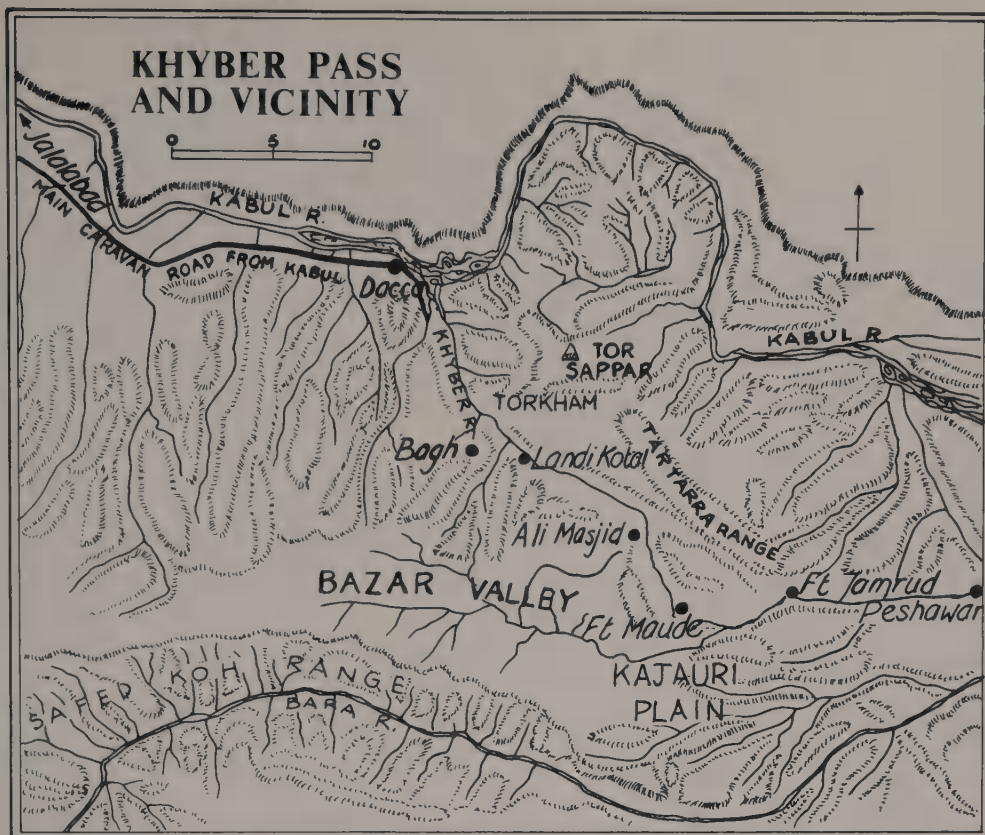 KHYBER PASS
AND VICINITY
0 5 10
Jalalabad
MAIN CARAVAN ROAD FROM KABUL
KABUL R.
Dacca
KHYBER R.
TOR
SAPPAR
KABUL R.
TORKHAM
Bagh
Landi Kotal
TARTARRA RANGE
Ali Masjid
BAZAR VALLEY
Ft Maude
Ft Jamrud
Peshawar
KAJAURI
PLAIN
SAFED KOH RANGE
BARA R.